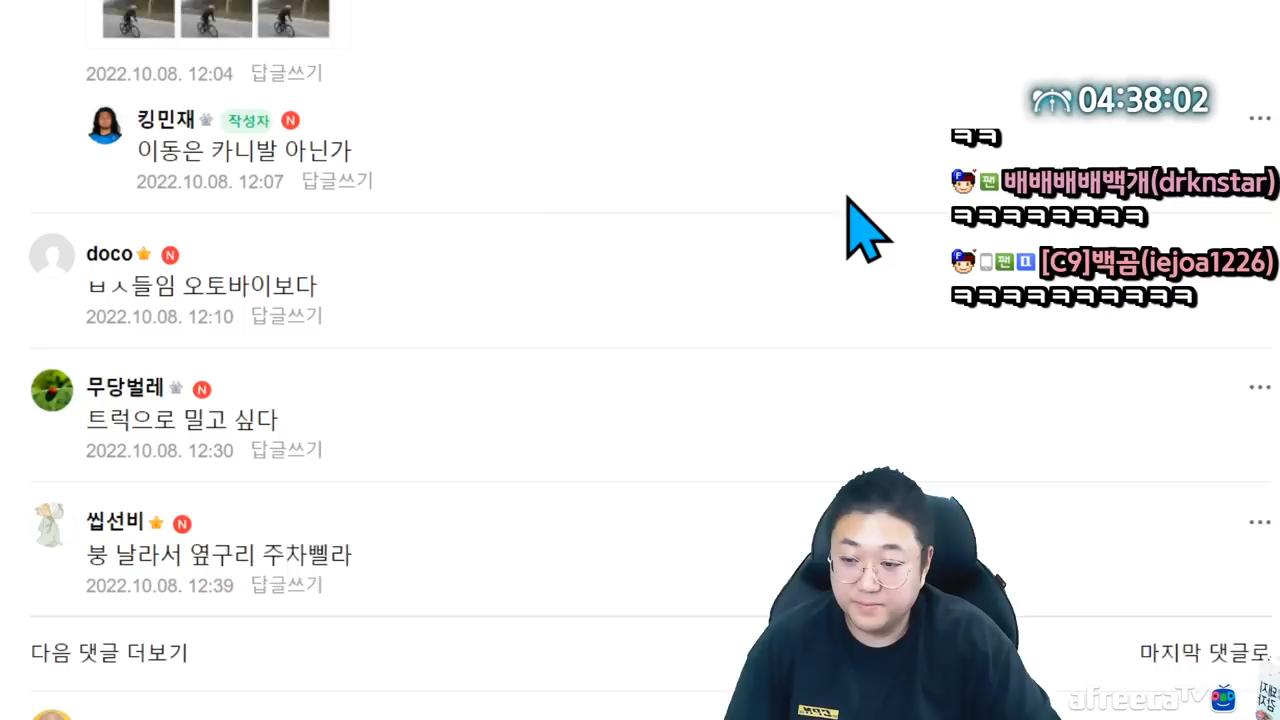 2022.10.08. 12:04 답글쓰기
킹민재 작성자 N
이동은 카니발 아닌가
2022.10.08. 12:07 답글쓰기
doco N
ㅂㅅ들임 오토바이보다
2022.10.08. 12:10 답글쓰기
무당벌레 N
트럭으로 밀고 싶다
2022.10.08. 12:30 답글쓰기
씹선비 N
붕 날라서 옆구리 주차삘라
2022.10.08. 12:39 답글쓰기
다음 댓글 더보기
마지막 댓글로
04:38:02
ㅋㅋ
F 팬 배배배배백개(drknstar)
ㅋㅋㅋㅋㅋㅋㅋㅋ
F 팬 [C9]백곰(iejoa1226)
ㅋㅋㅋㅋㅋㅋㅋㅋㅋㅋ
afreecaTV